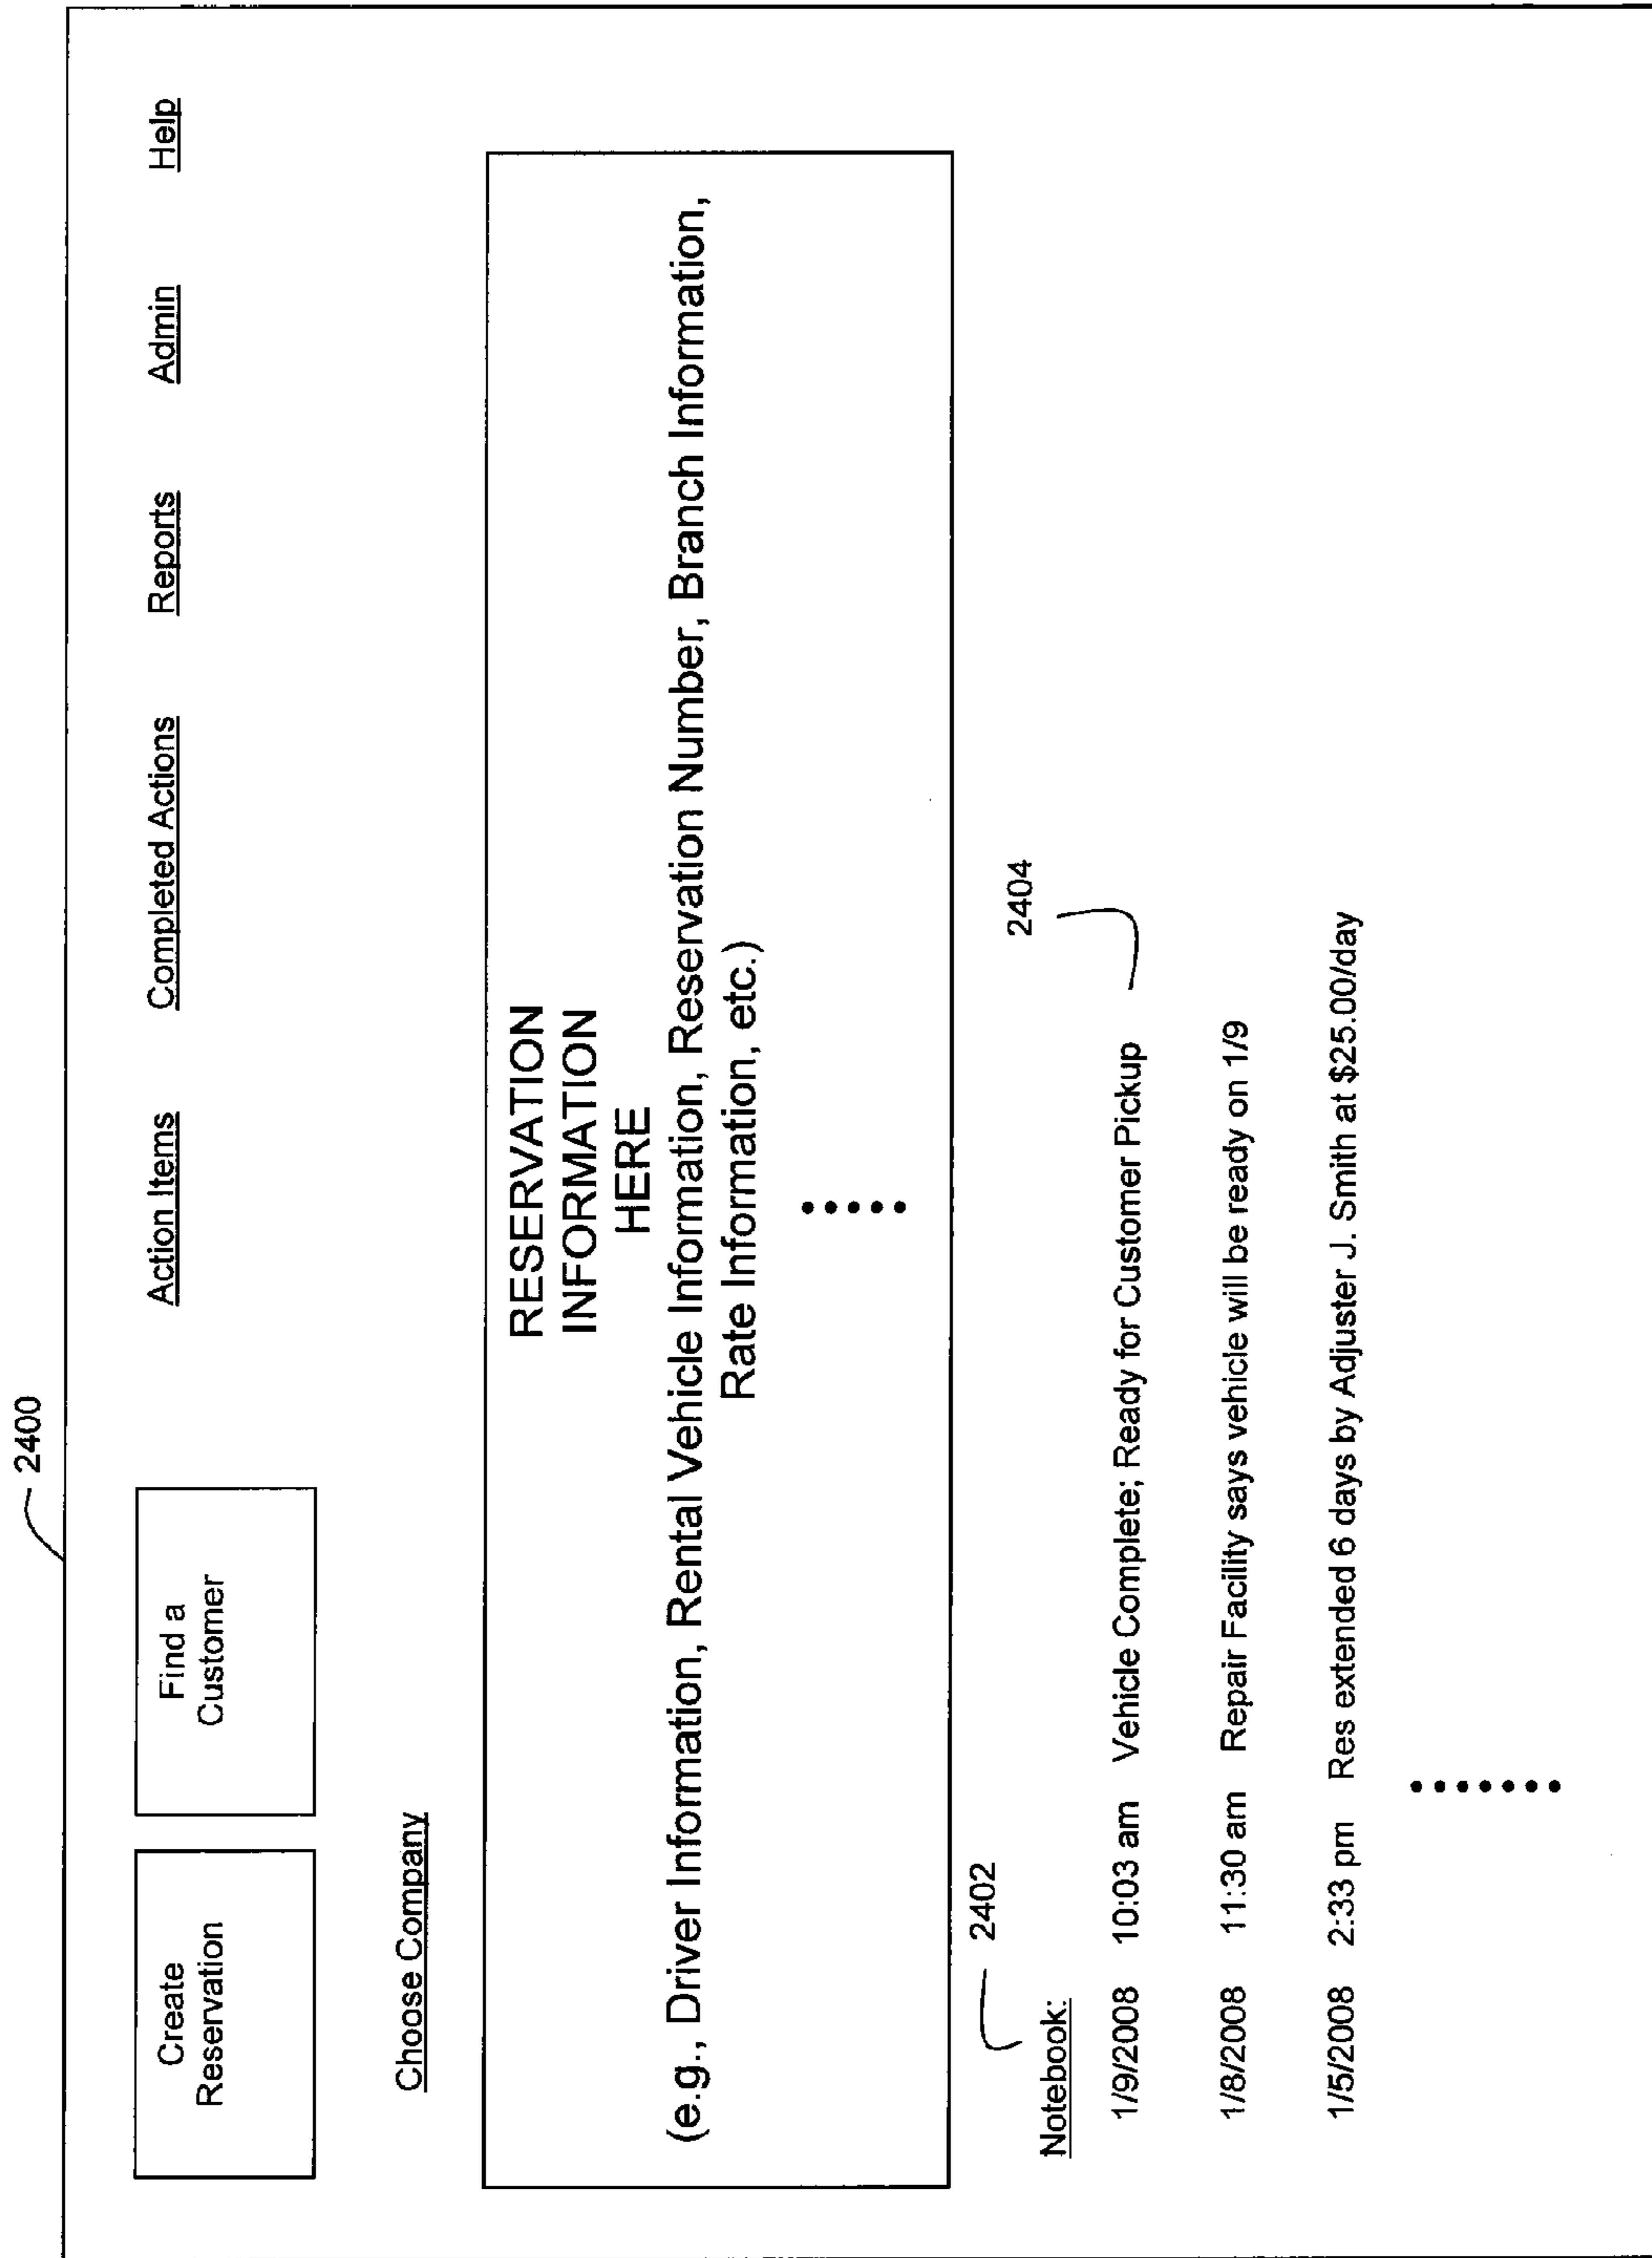 2400
Create
Reservation
Find a
Customer
Action Items
Completed Actions
Reports
Admin
Help
Choose Company
RESERVATION
INFORMATION
HERE
(e.g., Driver Information, Rental Vehicle Information, Reservation Number, Branch Information,
Rate Information, etc.)
2402
Notebook:
2404
1/9/2008 10:03 am Vehicle Complete; Ready for Customer Pickup
1/8/2008 11:30 am Repair Facility says vehicle will be ready on 1/9
1/5/2008 2:33 pm Res extended 6 days by Adjuster J. Smith at $25.00/day